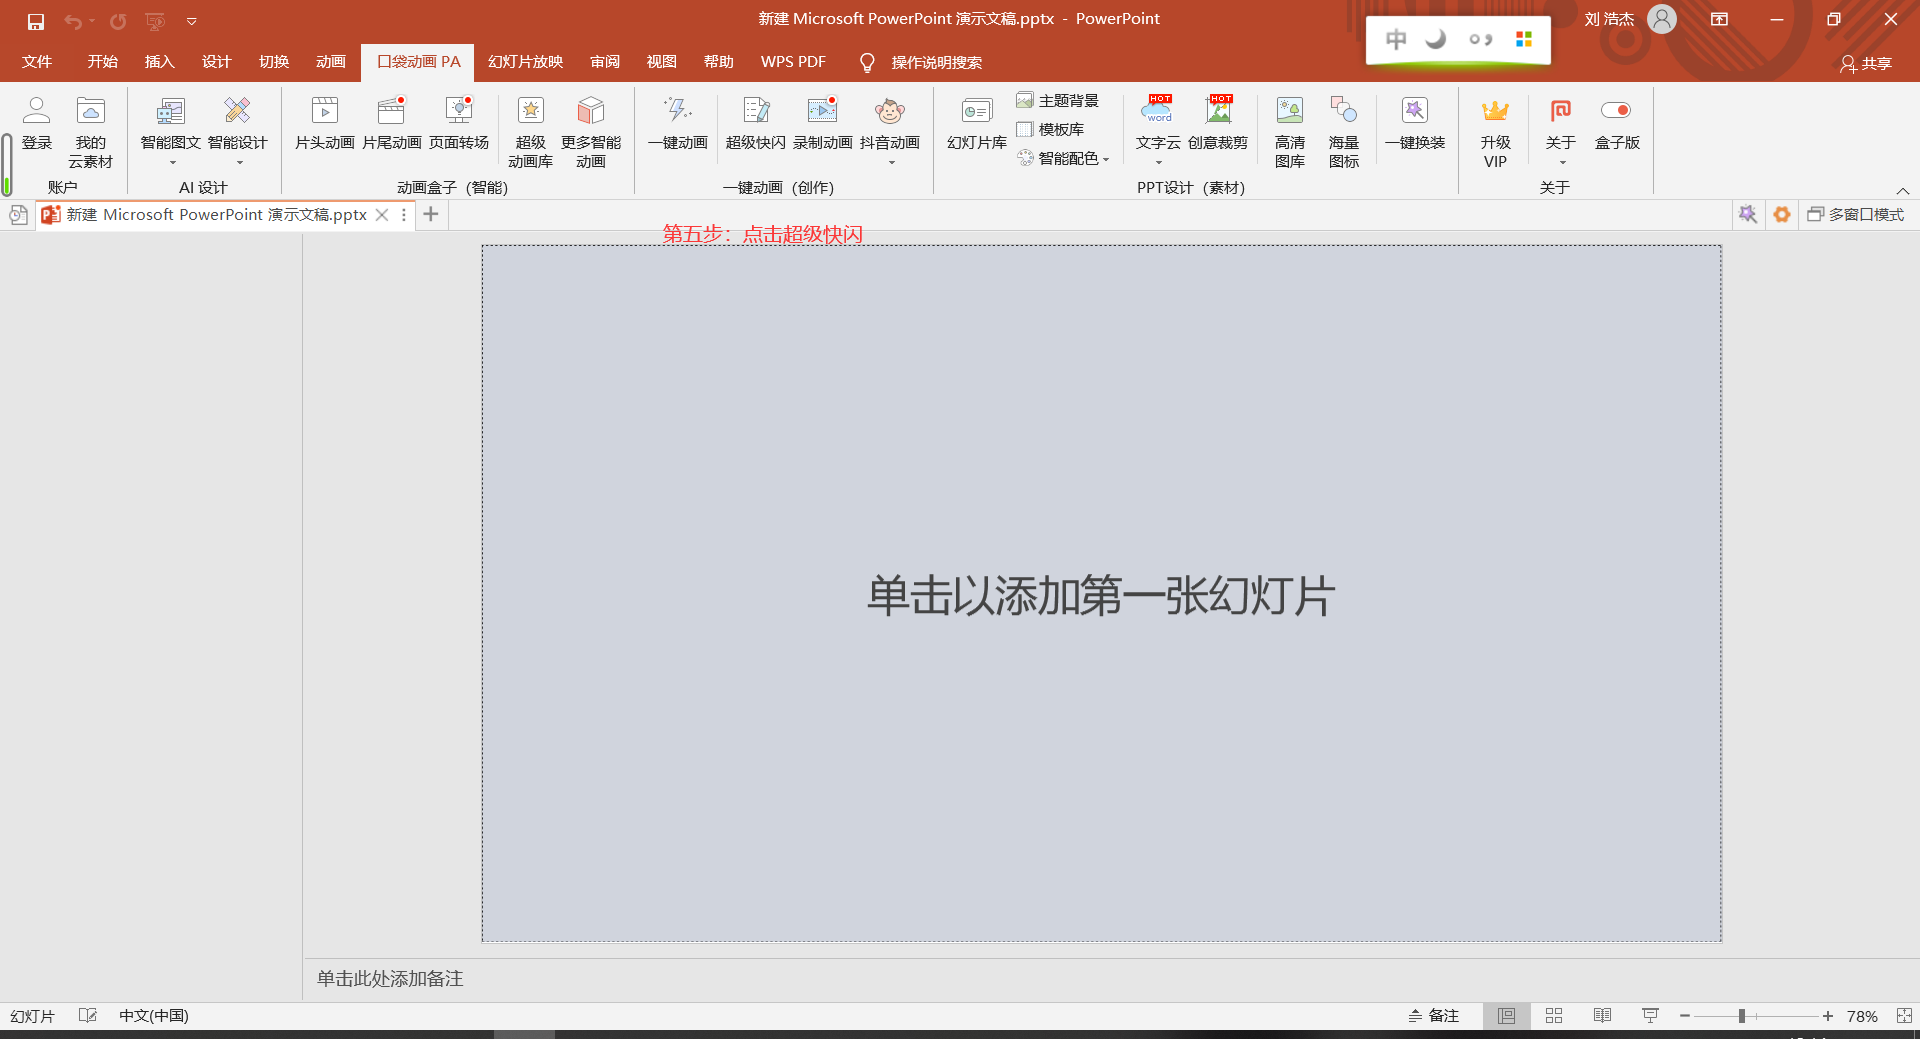 新建 Microsoft PowerPoint 演示文稿.pptx - PowerPoint
刘 浩杰
中
文件 开始 插入 设计 切换 动画 口袋动画 PA 幻灯片放映 审阅 视图 帮助 WPS PDF 操作说明搜索 共享
登录 我的云素材 智能图文 智能设计 片头动画 片尾动画 页面转场 超级动画库 更多智能动画 一键动画 超级快闪 录制动画 抖音动画 幻灯片库 主题背景 模板库 智能配色 HOT word 文字云 HOT 创意裁剪 高清图库 海量图标 一键换装 升级VIP 关于 盒子版
账户 AI 设计 动画盒子（智能） 一键动画（创作） PPT设计（素材） 关于
新建 Microsoft PowerPoint 演示文稿.pptx 多窗口模式
第五步：点击超级快闪
单击以添加第一张幻灯片
单击此处添加备注
幻灯片 中文(中国) 备注 78%